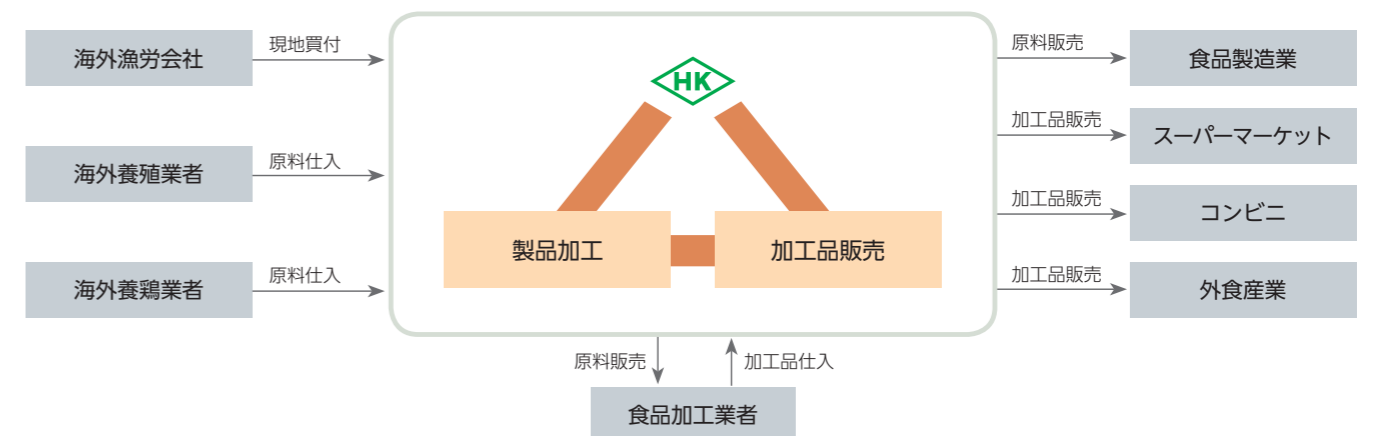 海外漁労会社
現地買付
海外養殖業者
原料仕入
海外養鶏業者
原料仕入
HK
製品加工
加工品販売
原料販売
食品製造業
加工品販売
スーパーマーケット
加工品販売
コンビニ
加工品販売
外食産業
原料販売
加工品仕入
食品加工業者